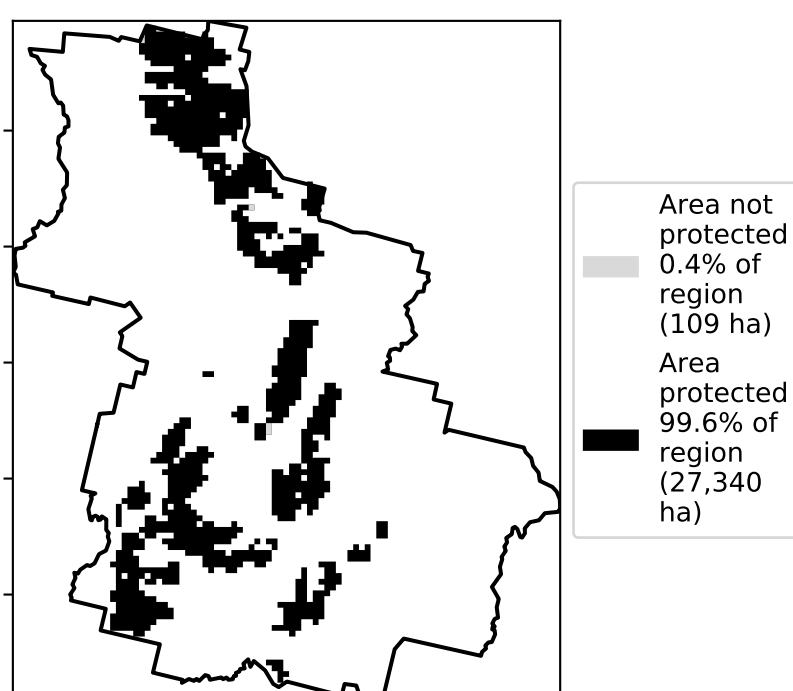 Area not
protected
0.4% of
region
(109 ha)
Area
protected
99.6% of
region
(27,340
ha)